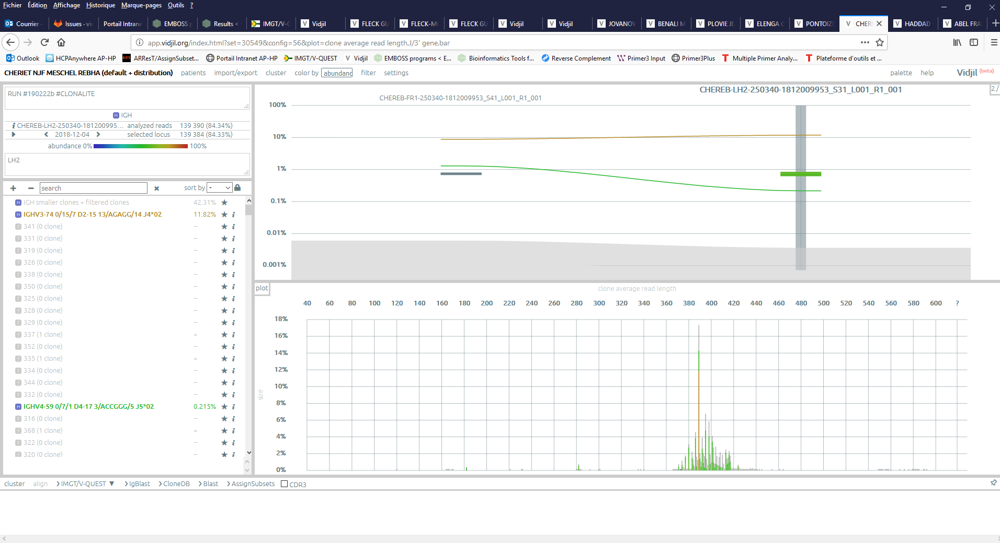 Fichier Édition Affichage Historique Marque-pages Outils ?
Courrier - Issues · vi Portail Intrane EMBOSS p Results < IMGT/V-C Vidjil FLECK GU FLECK-MO FLECK GU Vidjil Vidjil JOVANOV BENALI M PLOVIE JE ELENGA G PONTOIZ CHERI HADDAD ABEL FRA
app.vidjil.org/index.html?set=30549&config=56&plot=clone average read length,J/3' gene,bar
Outlook HCPAnywhere AP-HP ARResT/AssignSubset... Portail Intranet AP-HP IMGT/V-QUEST Vidjil EMBOSS programs < E... Bioinformatics Tools f... Reverse Complement Primer3 Input Primer3Plus Multiple Primer Analy... Plateforme d'outils et ...
CHERIET NJF MESCHEL REBHA (default + distribution) patients import/export cluster color by abundanc filter settings palette help Vidjil (beta)
RUN #190222b #CLONALITE
H IGH
i CHEREB-LH2-250340-181200995... analyzed reads 139 390 (84.34%)
2018-12-04 selected locus 139 384 (84.33%)
abundance 0% 100%
LH2
+ − search x sort by -
H IGH smaller clones + filtered clones 42.31% ★
H IGHV3-74 0/15/7 D2-15 13/AGAGG/14 J4*02 11.82% ★ i
? 341 (0 clone) – ★ i
? 331 (0 clone) – ★ i
? 319 (0 clone) – ★ i
? 326 (0 clone) – ★ i
? 338 (0 clone) – ★ i
? 350 (0 clone) – ★ i
? 325 (0 clone) – ★ i
? 328 (0 clone) – ★ i
? 329 (0 clone) – ★ i
? 337 (1 clone) + ★ i
? 352 (0 clone) – ★ i
? 335 (1 clone) + ★ i
? 334 (0 clone) – ★ i
? 344 (0 clone) – ★ i
? 332 (0 clone) – ★ i
H IGHV4-59 0/7/1 D4-17 3/ACCGGG/5 J5*02 0.215% ★ i
? 316 (0 clone) – ★ i
? 368 (1 clone) + ★ i
? 322 (0 clone) – ★ i
? 320 (0 clone) – ★ i
CHEREB-FR1-250340-1812009953_S41_L001_R1_001
CHEREB-LH2-250340-1812009953_S31_L001_R1_001
2 /
100%
10%
1%
0.1%
0.01%
0.001%
plot
clone average read length
40 60 80 100 120 140 160 180 200 220 240 260 280 300 320 340 360 380 400 420 440 460 480 500 520 540 560 580 600 ?
18%
16%
14%
12%
10%
8%
6%
4%
2%
0%
size
cluster align IMGT/V-QUEST ▼ IgBlast CloneDB Blast AssignSubsets CDR3